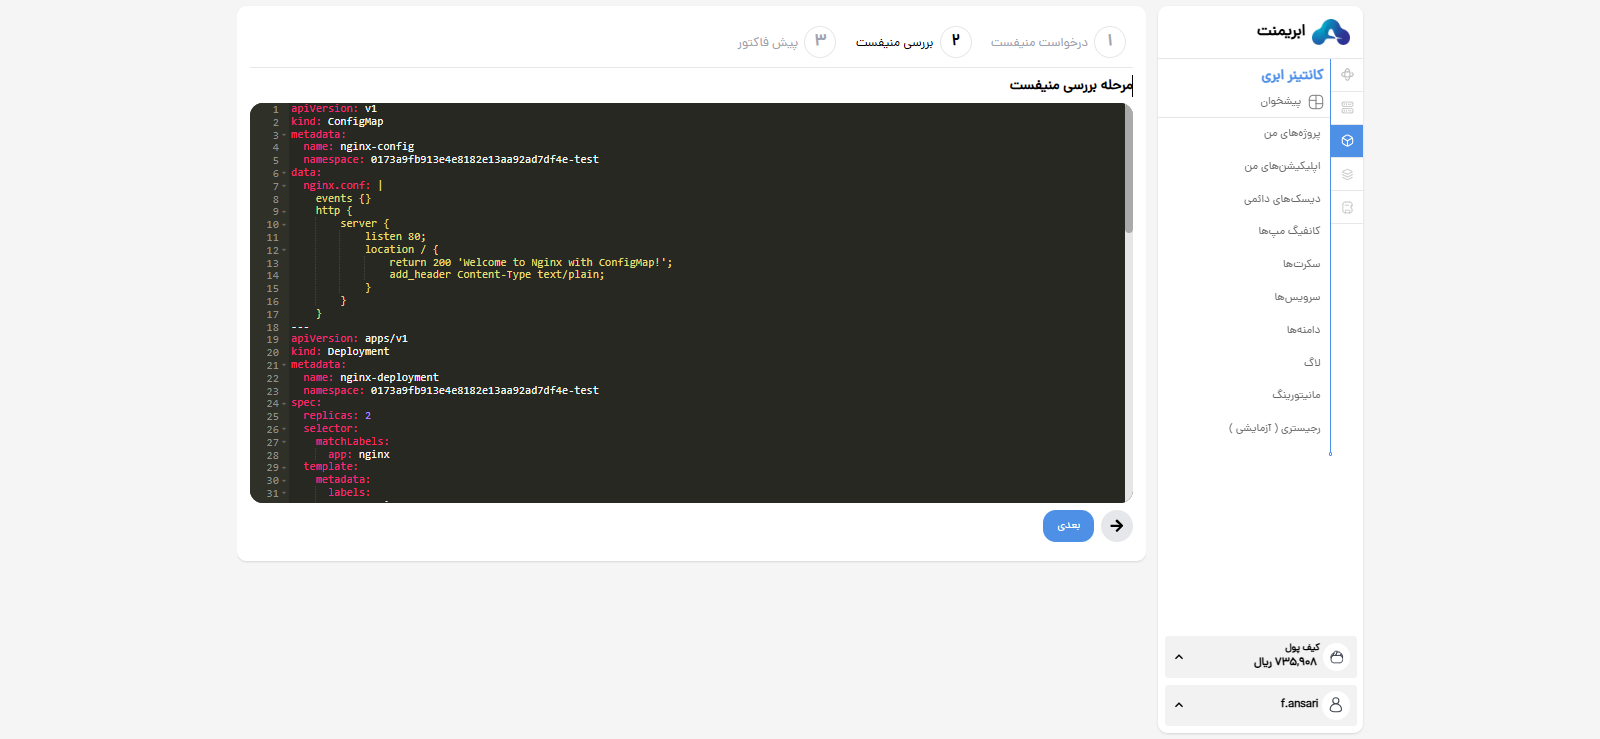 ابریمنت
کانتینر ابری
پیشخوان
پروژه‌های من
اپلیکیشن‌های من
دیسک‌های دائمی
کانفیگ مپ‌ها
سکرت‌ها
سرویس‌ها
دامنه‌ها
لاگ
مانیتورینگ
رجیستری ( آزمایشی )
کیف پول
۷۳۵,۹۰۸ ریال
f.ansari
۱ درخواست منیفست ۲ بررسی منیفست ۳ پیش فاکتور
مرحله بررسی منیفست
1 apiVersion: v1
2 kind: ConfigMap
3 metadata:
4   name: nginx-config
5   namespace: 0173a9fb913e4e8182e13aa92ad7df4e-test
6 data:
7   nginx.conf: |
8     events {}
9     http {
10         server {
11             listen 80;
12             location / {
13                 return 200 'Welcome to Nginx with ConfigMap!';
14                 add_header Content-Type text/plain;
15             }
16         }
17     }
18 ---
19 apiVersion: apps/v1
20 kind: Deployment
21 metadata:
22   name: nginx-deployment
23   namespace: 0173a9fb913e4e8182e13aa92ad7df4e-test
24 spec:
25   replicas: 2
26   selector:
27     matchLabels:
28       app: nginx
29   template:
30     metadata:
31       labels:
بعدی